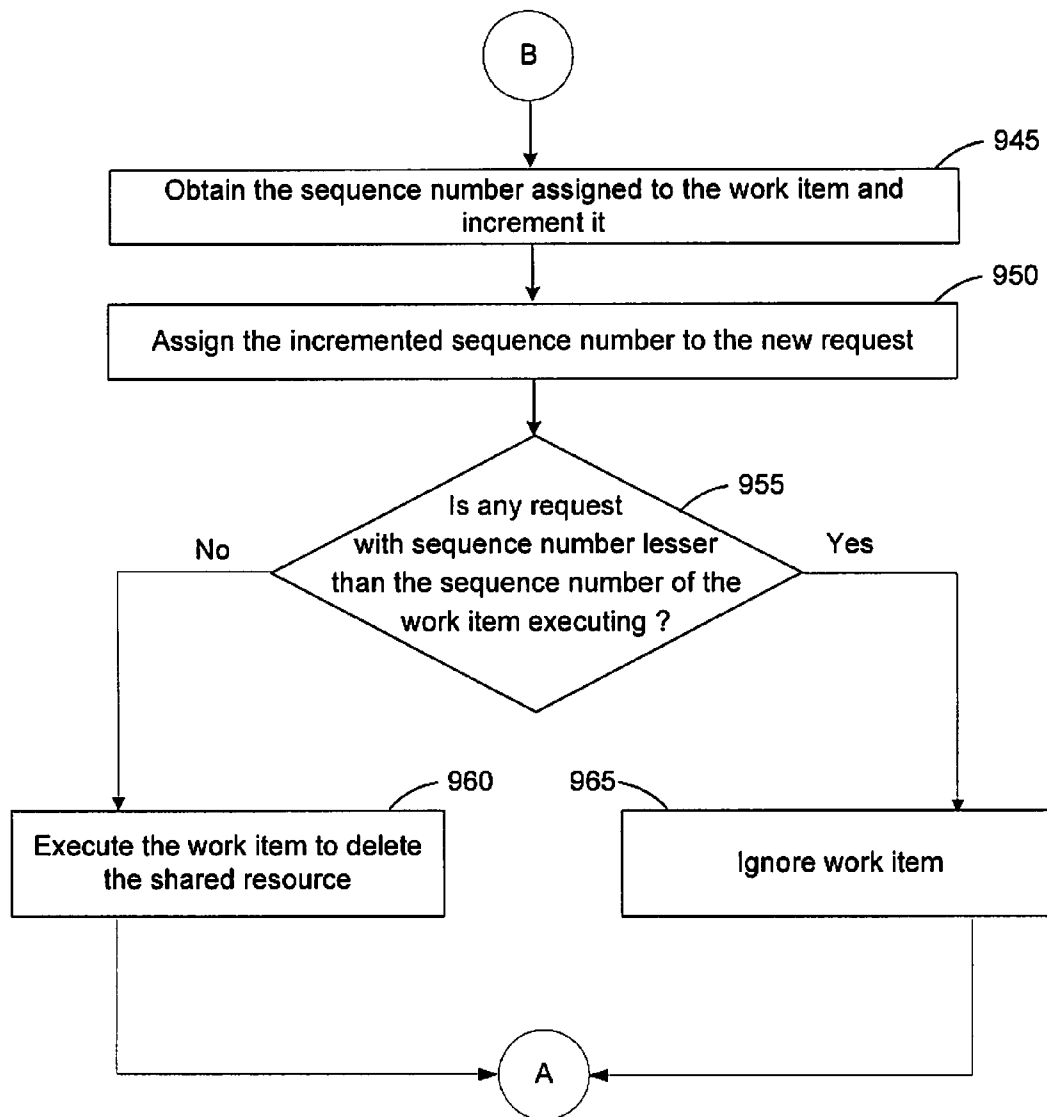 B
945
Obtain the sequence number assigned to the work item and
increment it
950
Assign the incremented sequence number to the new request
955
Is any request
with sequence number lesser
than the sequence number of the
work item executing ?
No
Yes
960
Execute the work item to delete
the shared resource
965
Ignore work item
A